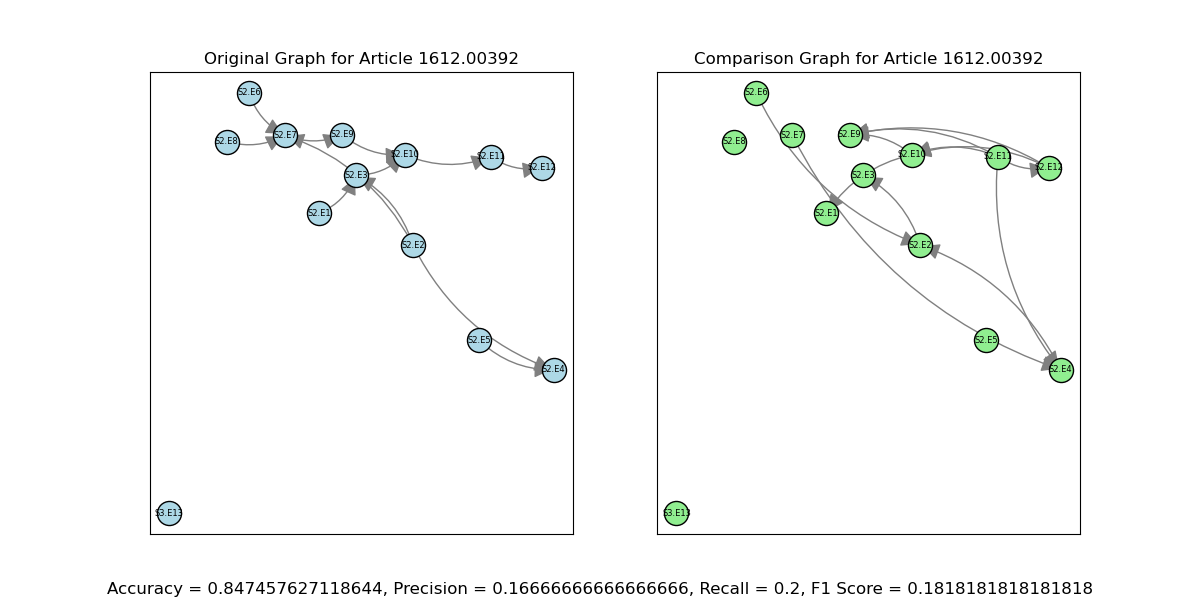 Original Graph for Article 1612.00392
Comparison Graph for Article 1612.00392
S2.E6
S2.E8
S2.E7
S2.E9
S2.E10
S2.E11
S2.E12
S2.E3
S2.E1
S2.E2
S2.E5
S2.E4
S3.E13
S2.E6
S2.E8
S2.E7
S2.E9
S2.E10
S2.E11
S2.E12
S2.E3
S2.E1
S2.E2
S2.E5
S2.E4
S3.E13
Accuracy = 0.847457627118644, Precision = 0.16666666666666666, Recall = 0.2, F1 Score = 0.1818181818181818